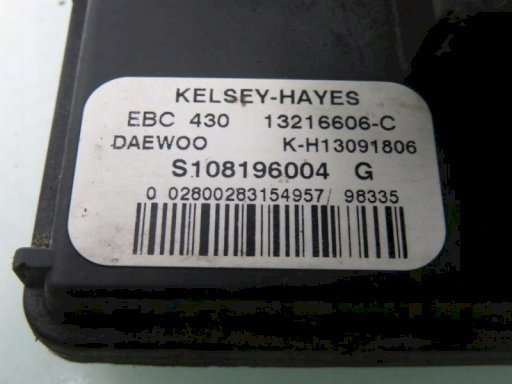 KELSEY-HAYES
EBC 430 13216606-C
DAEWOO K-H13091806
S108196004 G
0 02800283154957/ 98335